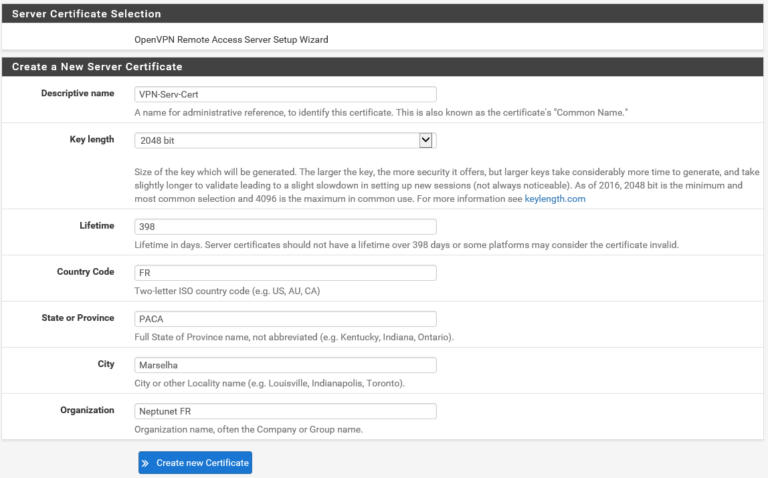 Server Certificate Selection
OpenVPN Remote Access Server Setup Wizard
Create a New Server Certificate
Descriptive name
VPN-Serv-Cert
A name for administrative reference, to identify this certificate. This is also known as the certificate's "Common Name."
Key length
2048 bit
Size of the key which will be generated. The larger the key, the more security it offers, but larger keys take considerably more time to generate, and take
slightly longer to validate leading to a slight slowdown in setting up new sessions (not always noticeable). As of 2016, 2048 bit is the minimum and
most common selection and 4096 is the maximum in common use. For more information see keylength.com
Lifetime
398
Lifetime in days. Server certificates should not have a lifetime over 398 days or some platforms may consider the certificate invalid.
Country Code
FR
Two-letter ISO country code (e.g. US, AU, CA)
State or Province
PACA
Full State of Province name, not abbreviated (e.g. Kentucky, Indiana, Ontario).
City
Marselha
City or other Locality name (e.g. Louisville, Indianapolis, Toronto).
Organization
Neptunet FR
Organization name, often the Company or Group name.
Create new Certificate